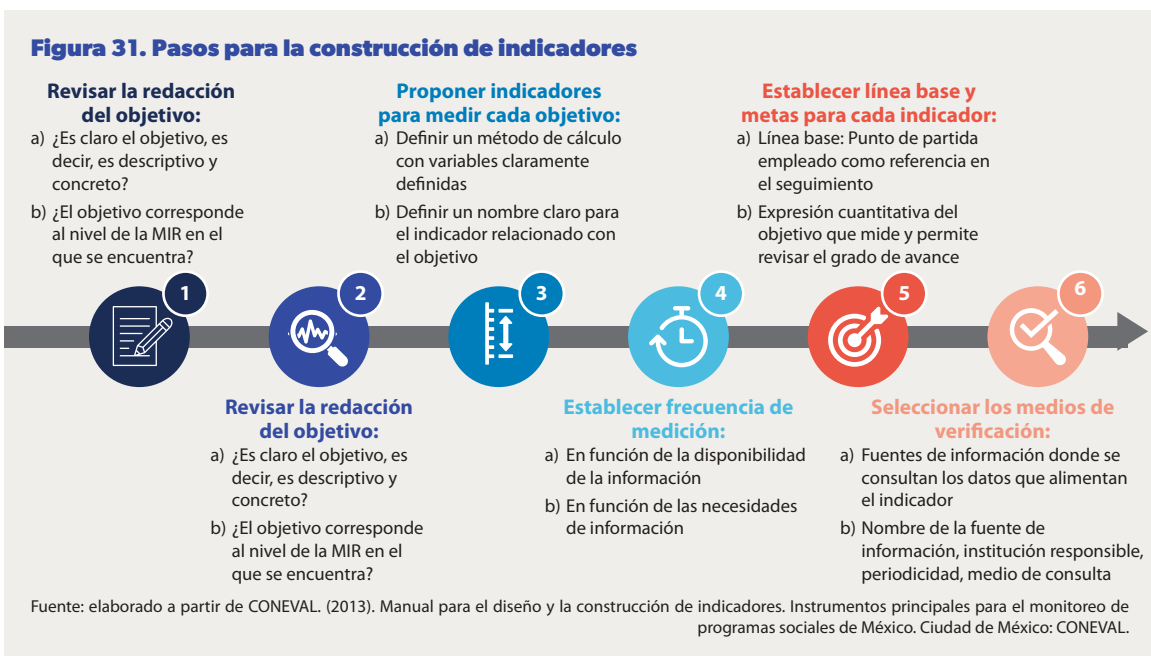 Figura 31. Pasos para la construcción de indicadores
Revisar la redacción
del objetivo:
a) ¿Es claro el objetivo, es
decir, es descriptivo y
concreto?
b) ¿El objetivo corresponde
al nivel de la MIR en el
que se encuentra?
Proponer indicadores
para medir cada objetivo:
a) Definir un método de cálculo
con variables claramente
definidas
b) Definir un nombre claro para
el indicador relacionado con
el objetivo
Establecer línea base y
metas para cada indicador:
a) Línea base: Punto de partida
empleado como referencia en
el seguimiento
b) Expresión cuantitativa del
objetivo que mide y permite
revisar el grado de avance
1
2
3
4
5
6
Revisar la redacción
del objetivo:
a) ¿Es claro el objetivo, es
decir, es descriptivo y
concreto?
b) ¿El objetivo corresponde
al nivel de la MIR en el
que se encuentra?
Establecer frecuencia de
medición:
a) En función de la disponibilidad
de la información
b) En función de las necesidades
de información
Seleccionar los medios de
verificación:
a) Fuentes de información donde se
consultan los datos que alimentan
el indicador
b) Nombre de la fuente de
información, institución responsible,
periodicidad, medio de consulta
Fuente: elaborado a partir de CONEVAL. (2013). Manual para el diseño y la construcción de indicadores. Instrumentos principales para el monitoreo de
programas sociales de México. Ciudad de México: CONEVAL.